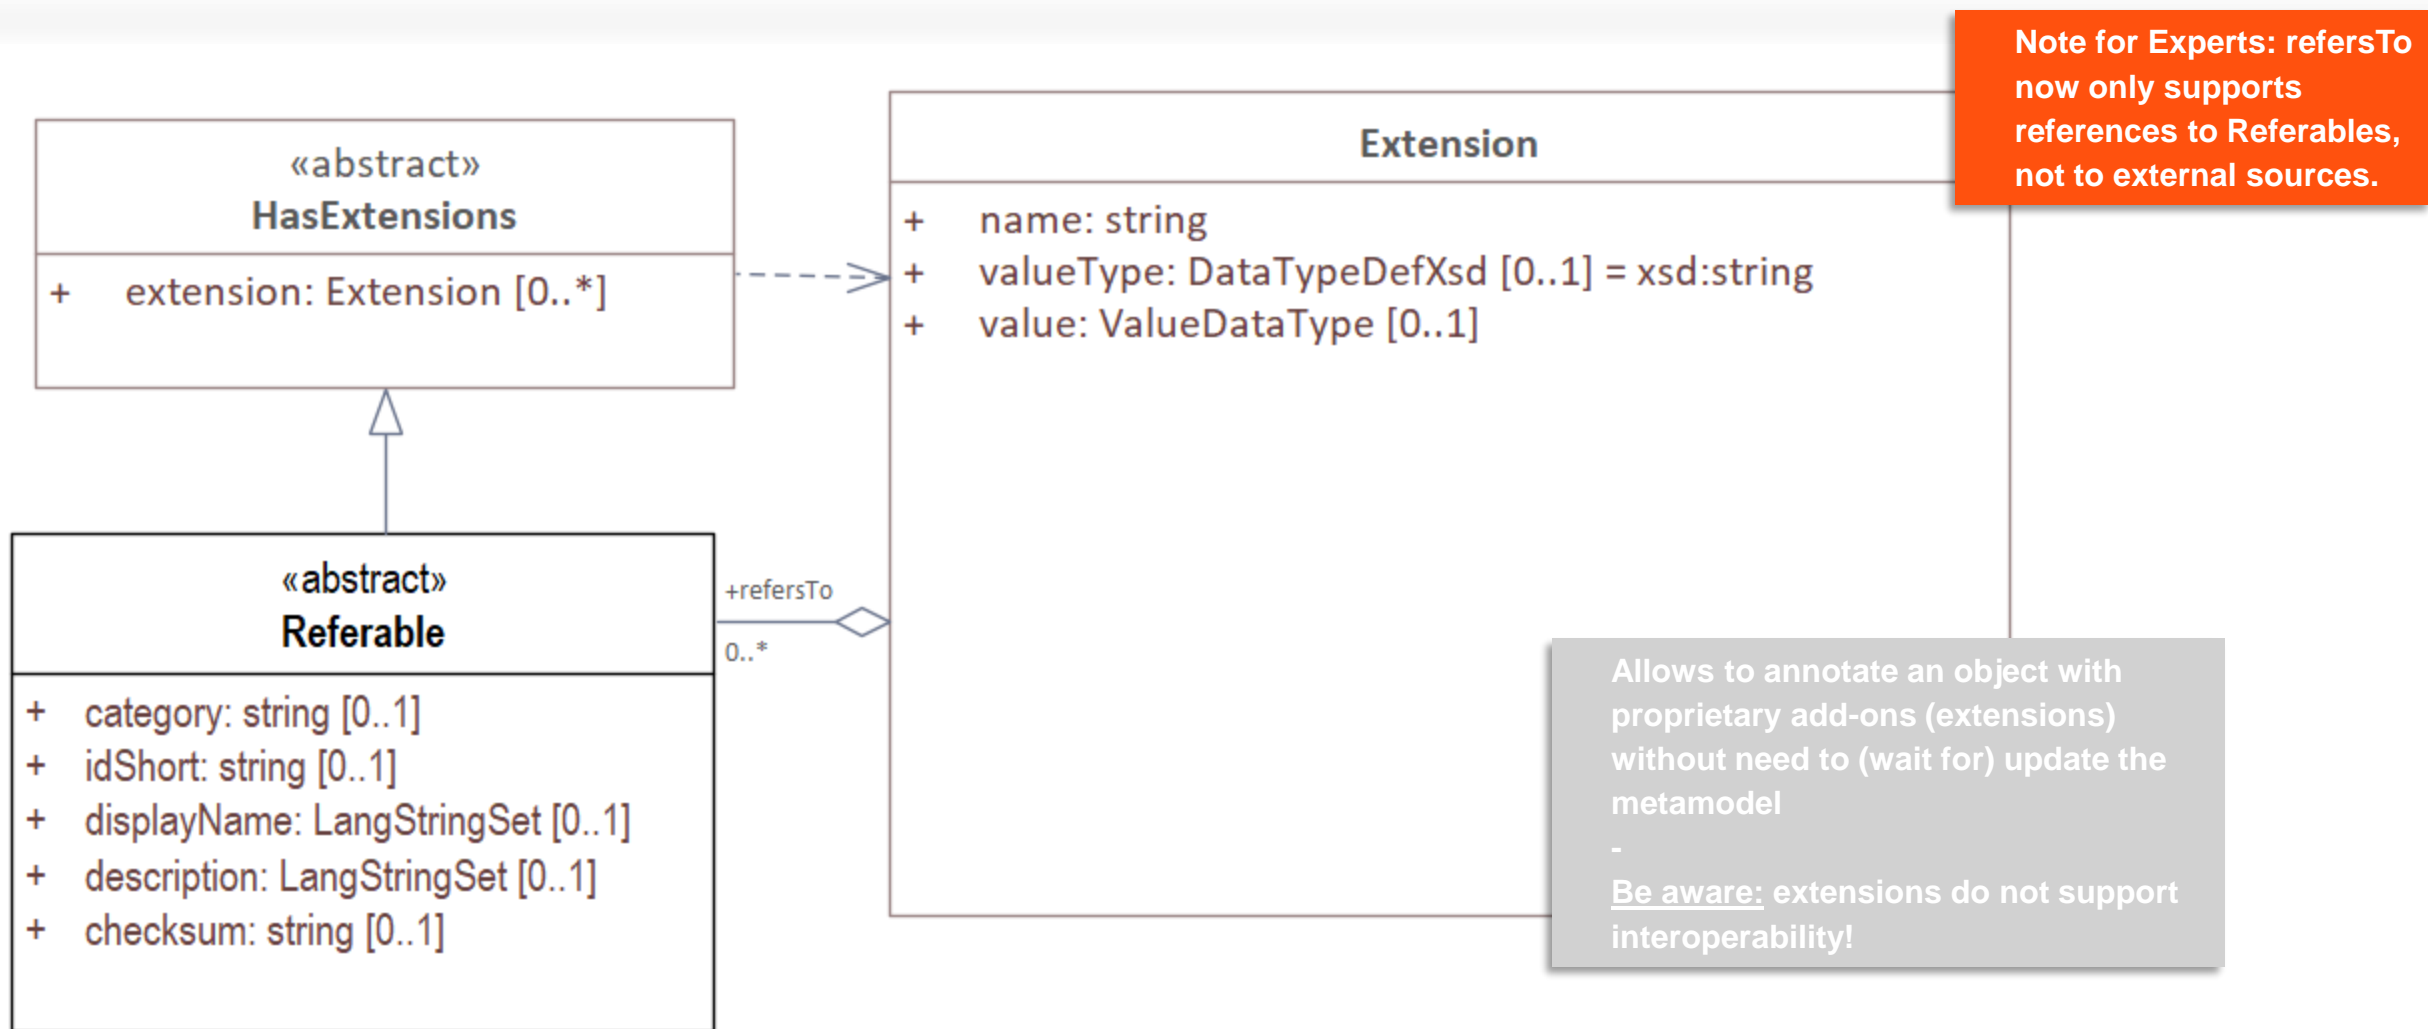 Note for Experts: refersTo
now only supports
references to Referables,
not to external sources.
«abstract»
HasExtensions
+ extension: Extension [0..*]
Extension
+ name: string
+ valueType: DataTypeDefXsd [0..1] = xsd:string
+ value: ValueDataType [0..1]
«abstract»
Referable
+ category: string [0..1]
+ idShort: string [0..1]
+ displayName: LangStringSet [0..1]
+ description: LangStringSet [0..1]
+ checksum: string [0..1]
+refersTo
0..*
Allows to annotate an object with
proprietary add-ons (extensions)
without need to (wait for) update the
metamodel
-
Be aware: extensions do not support
interoperability!